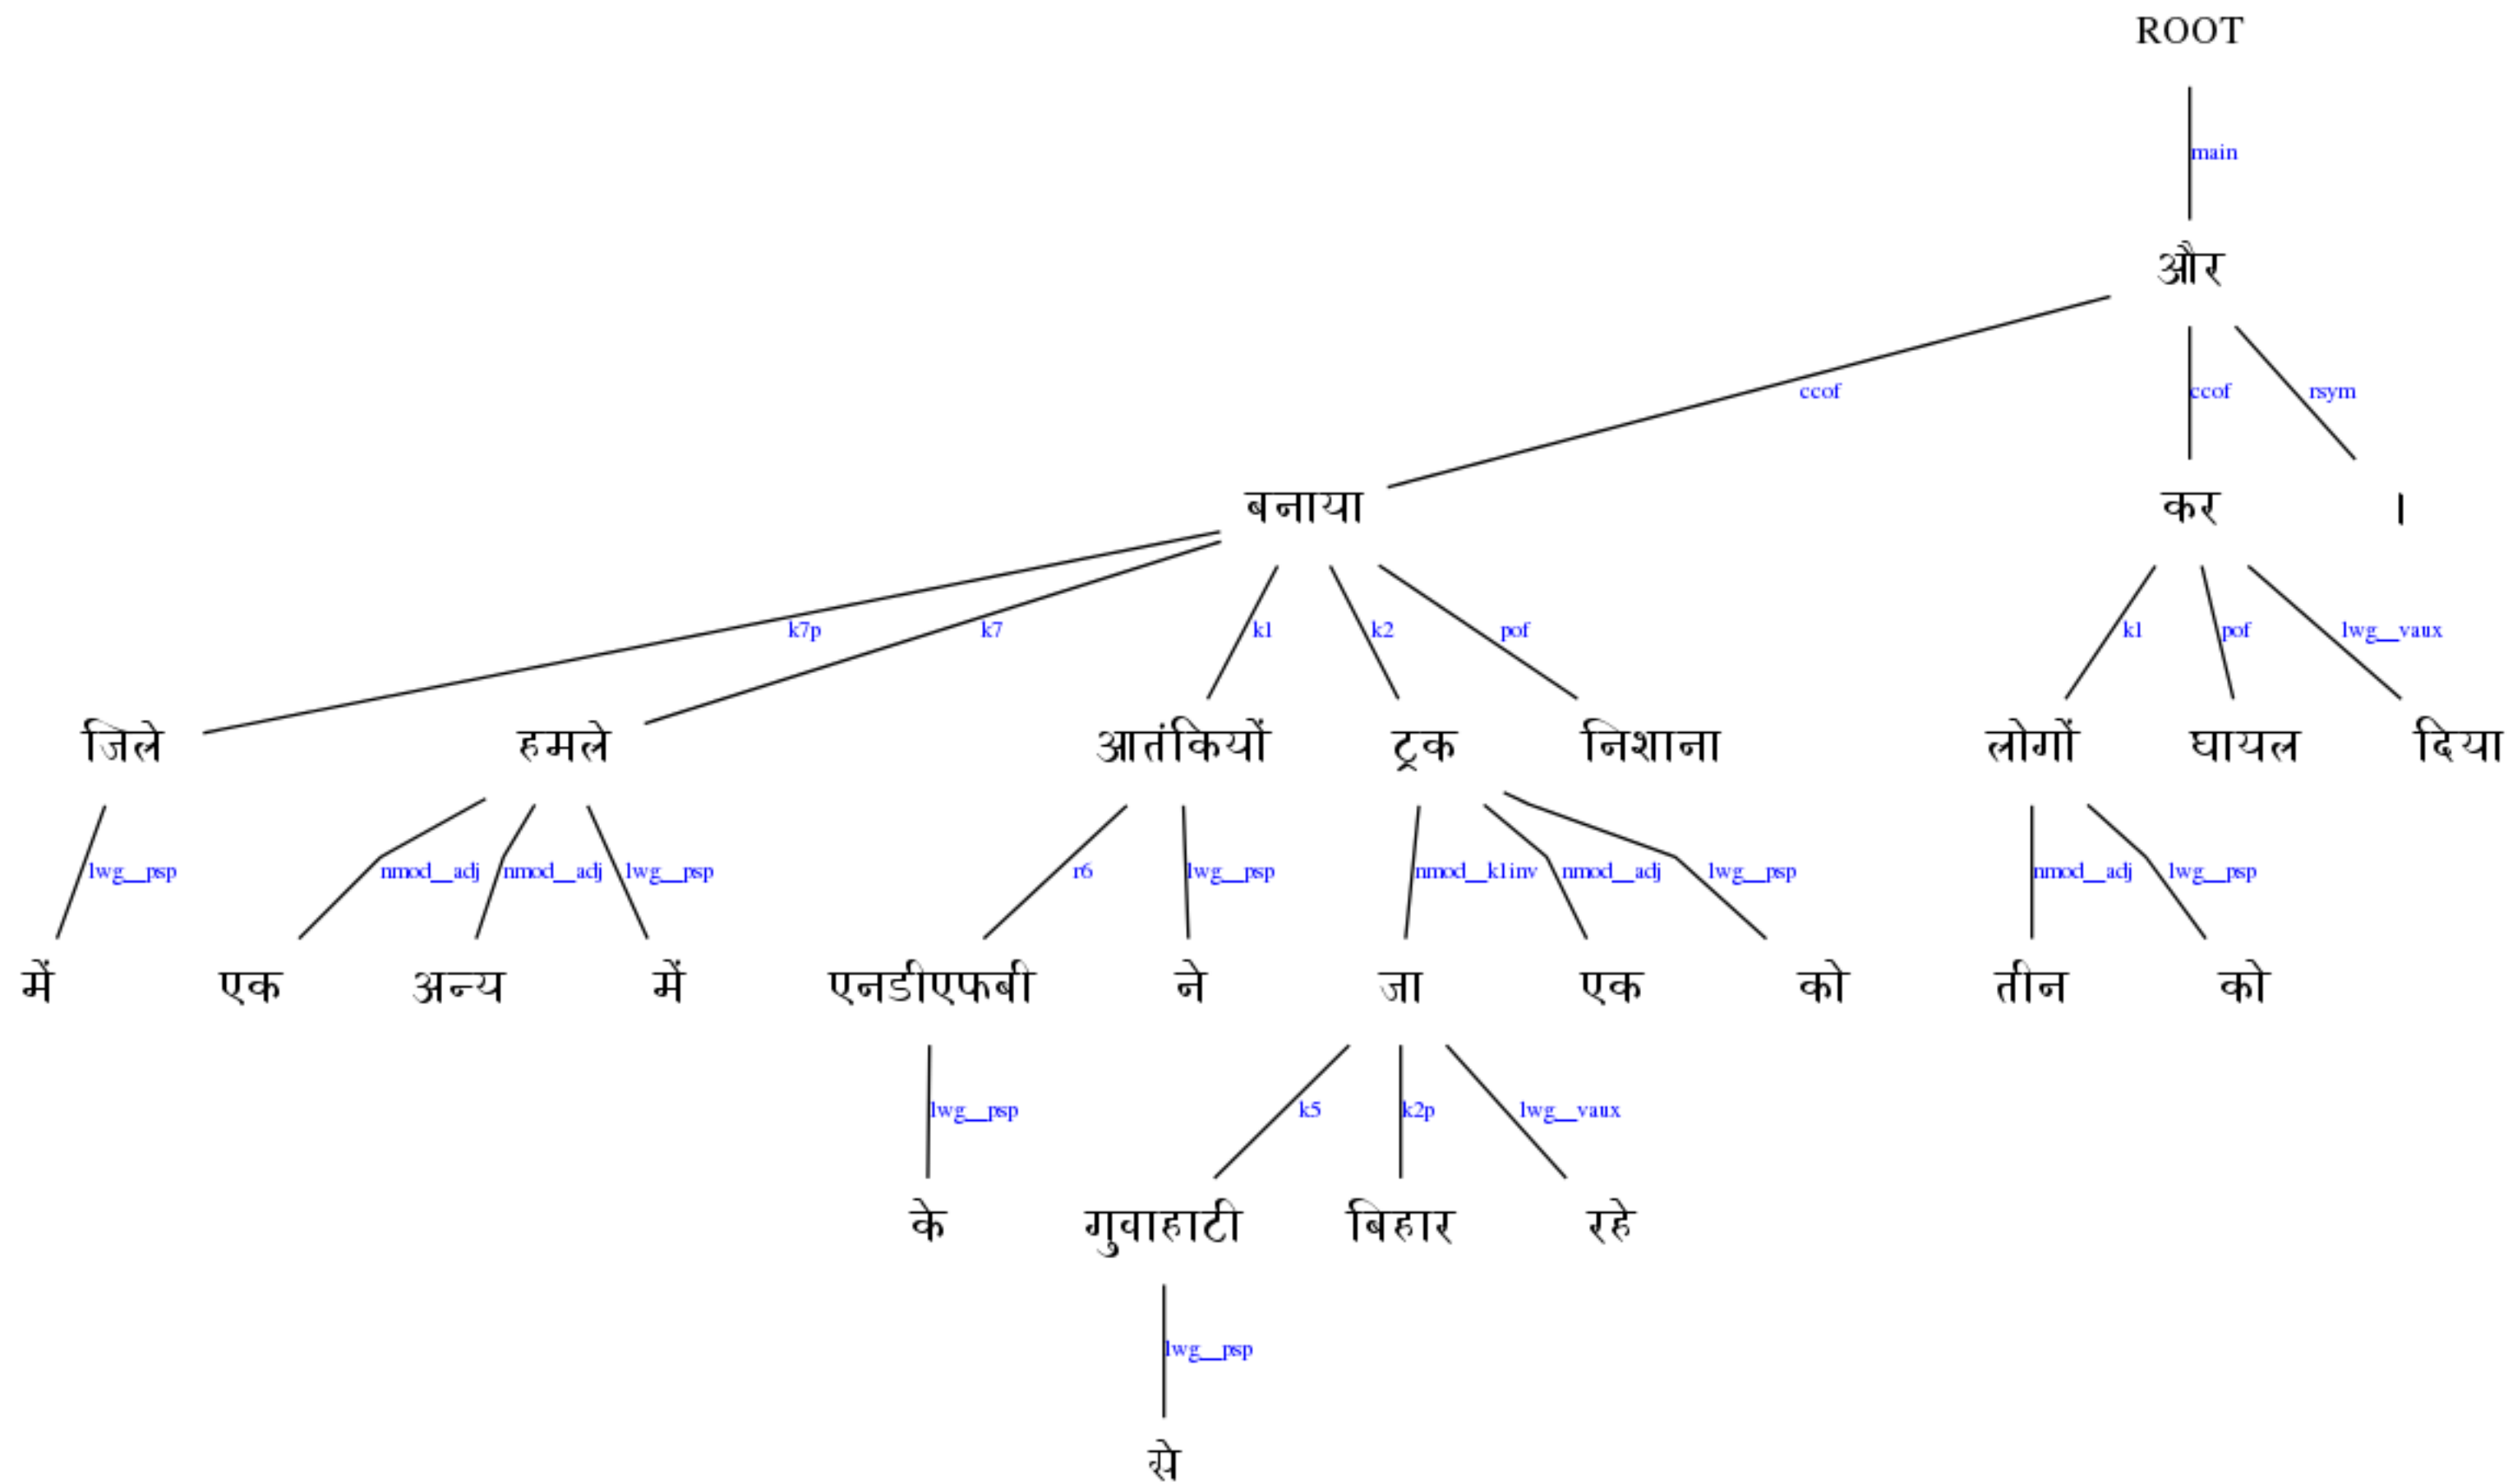 ROOT
main
और
ccof ccof rsym
बनाया कर ।
k7p k7 k1 k2 pof k1 pof lwg__vaux
जिले हमले आतंकियों ट्रक निशाना लोगों घायल दिया
lwg__psp nmod__adj nmod__adj lwg__psp r6 lwg__psp nmod__k1inv nmod__adj lwg__psp nmod__adj lwg__psp
में एक अन्य में एनडीएफबी ने जा एक को तीन को
lwg__psp k5 k2p lwg__vaux
के गुवाहाटी बिहार रहे
lwg__psp
से